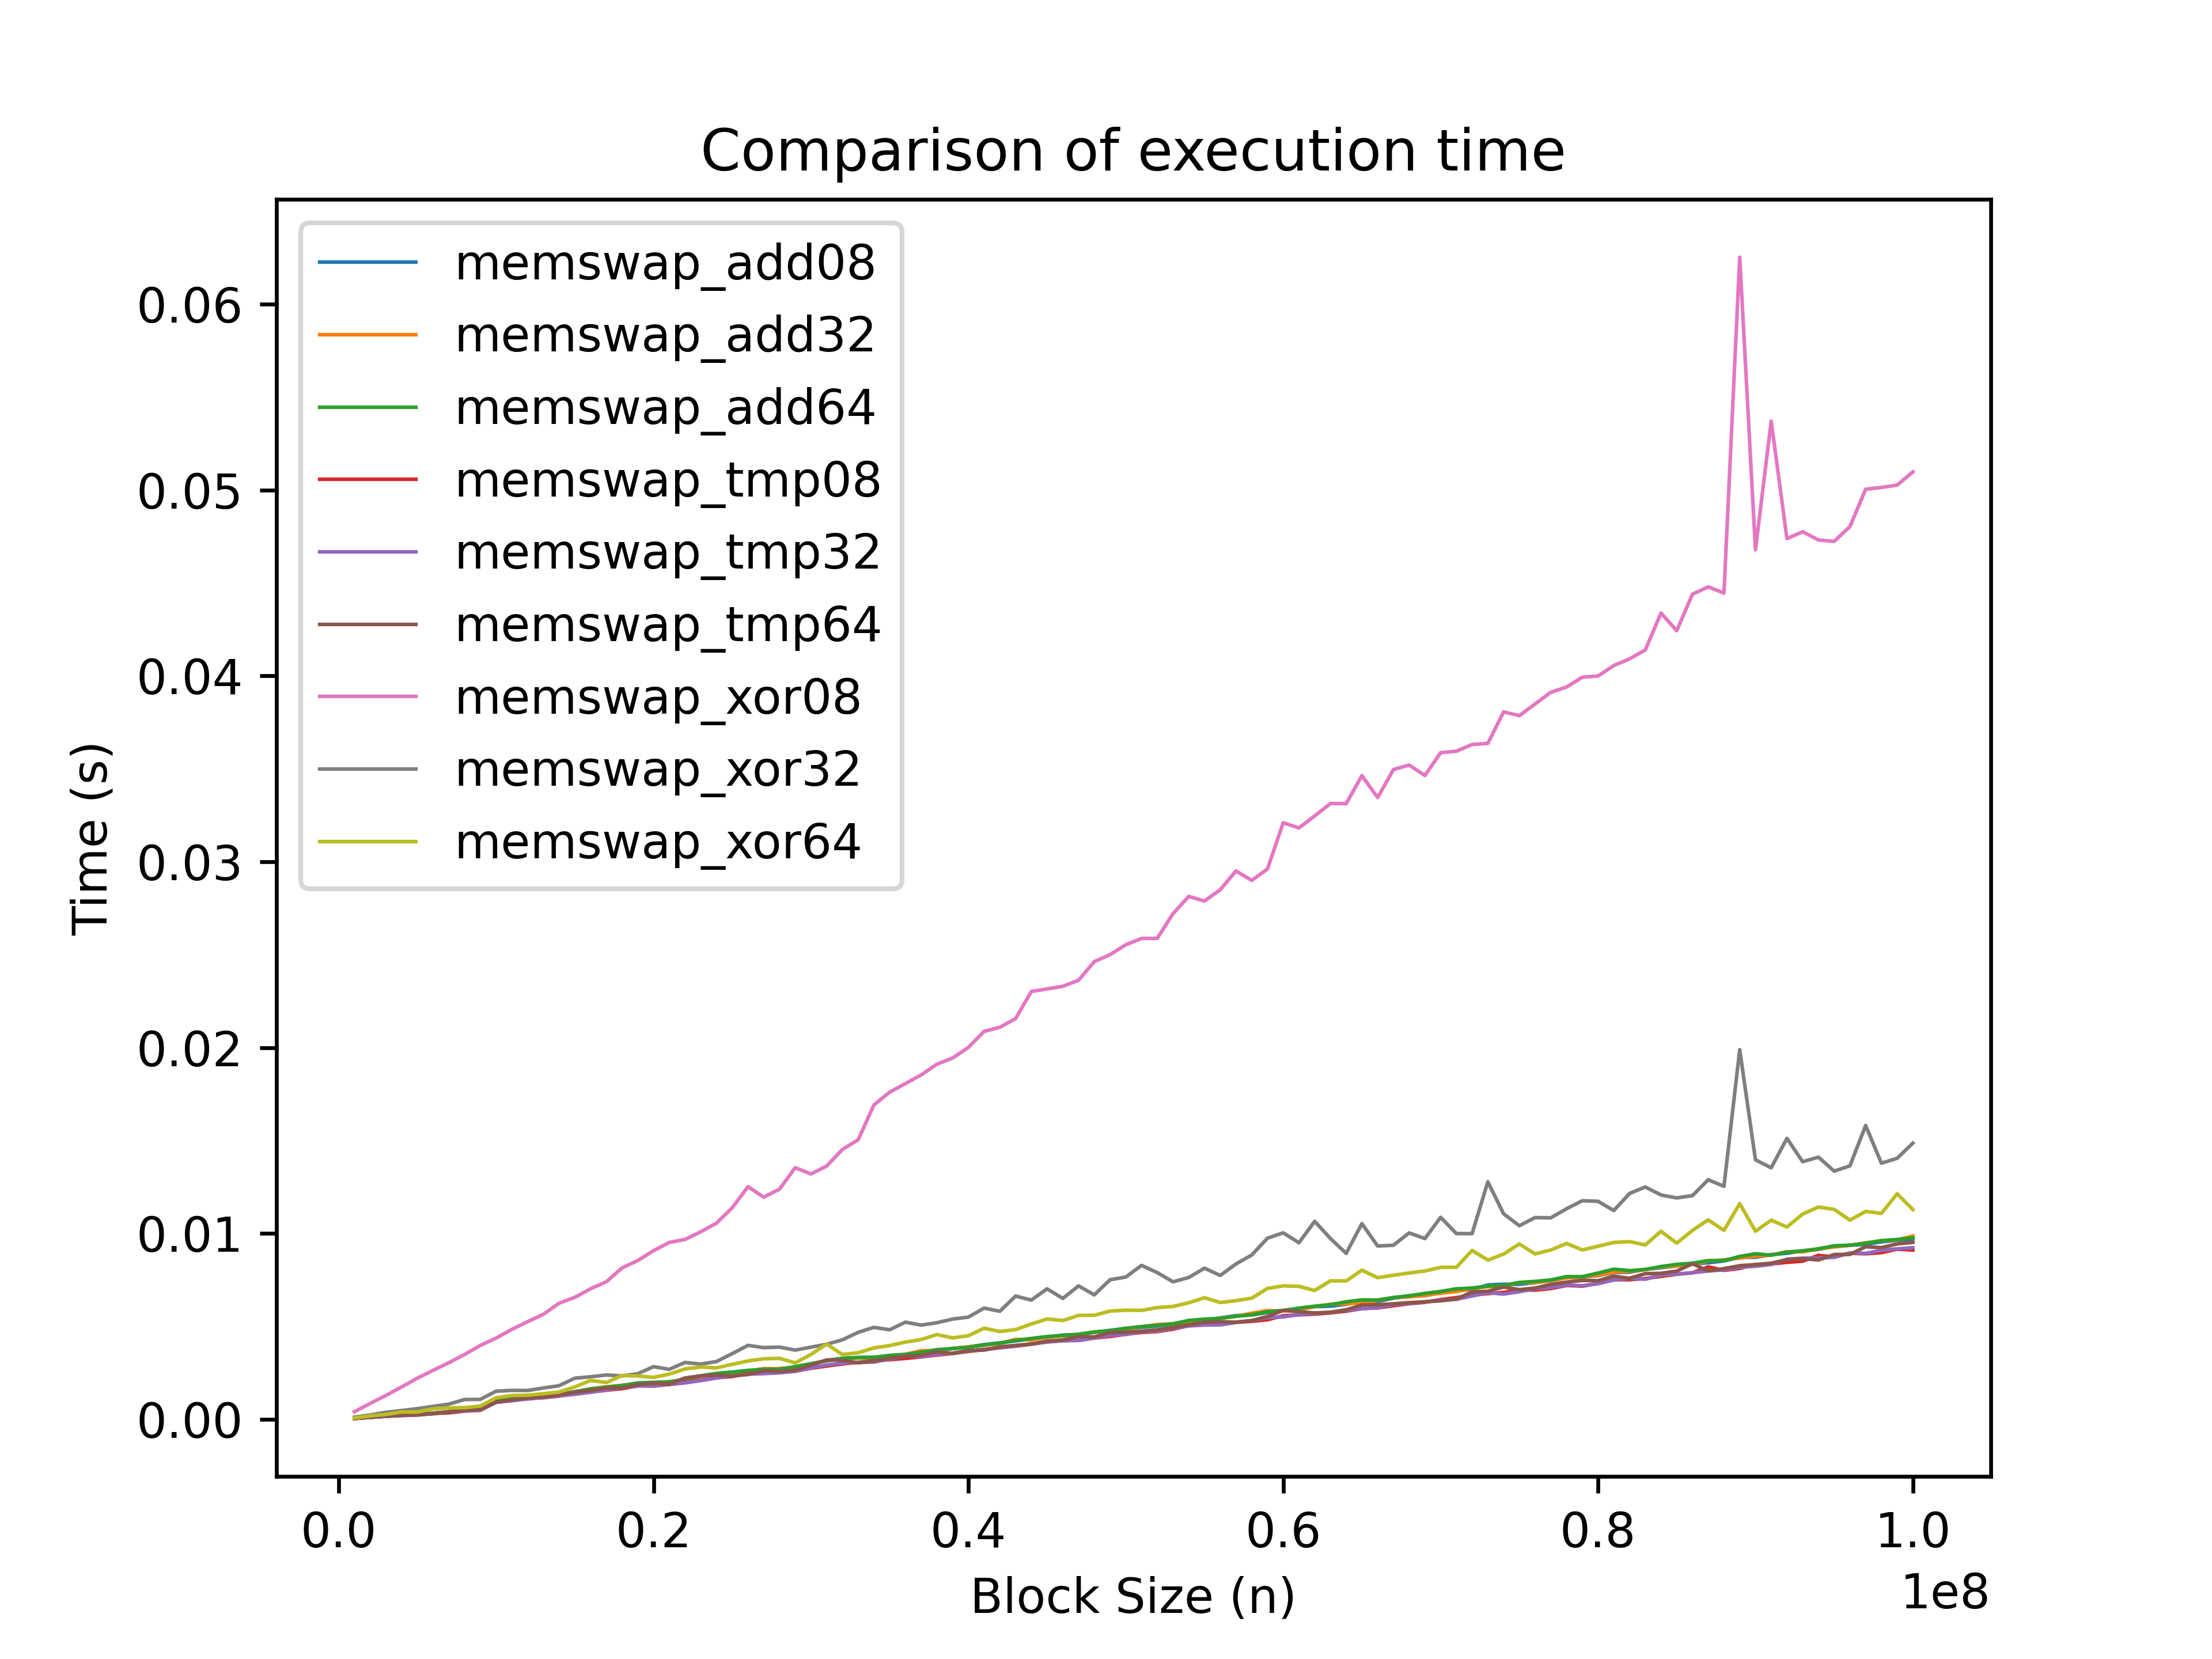 Comparison of execution time
memswap_add08
memswap_add32
memswap_add64
memswap_tmp08
memswap_tmp32
memswap_tmp64
memswap_xor08
memswap_xor32
memswap_xor64
0.06
0.05
0.04
0.03
0.02
0.01
0.00
Time (s)
0.0 0.2 0.4 0.6 0.8 1.0
1e8
Block Size (n)